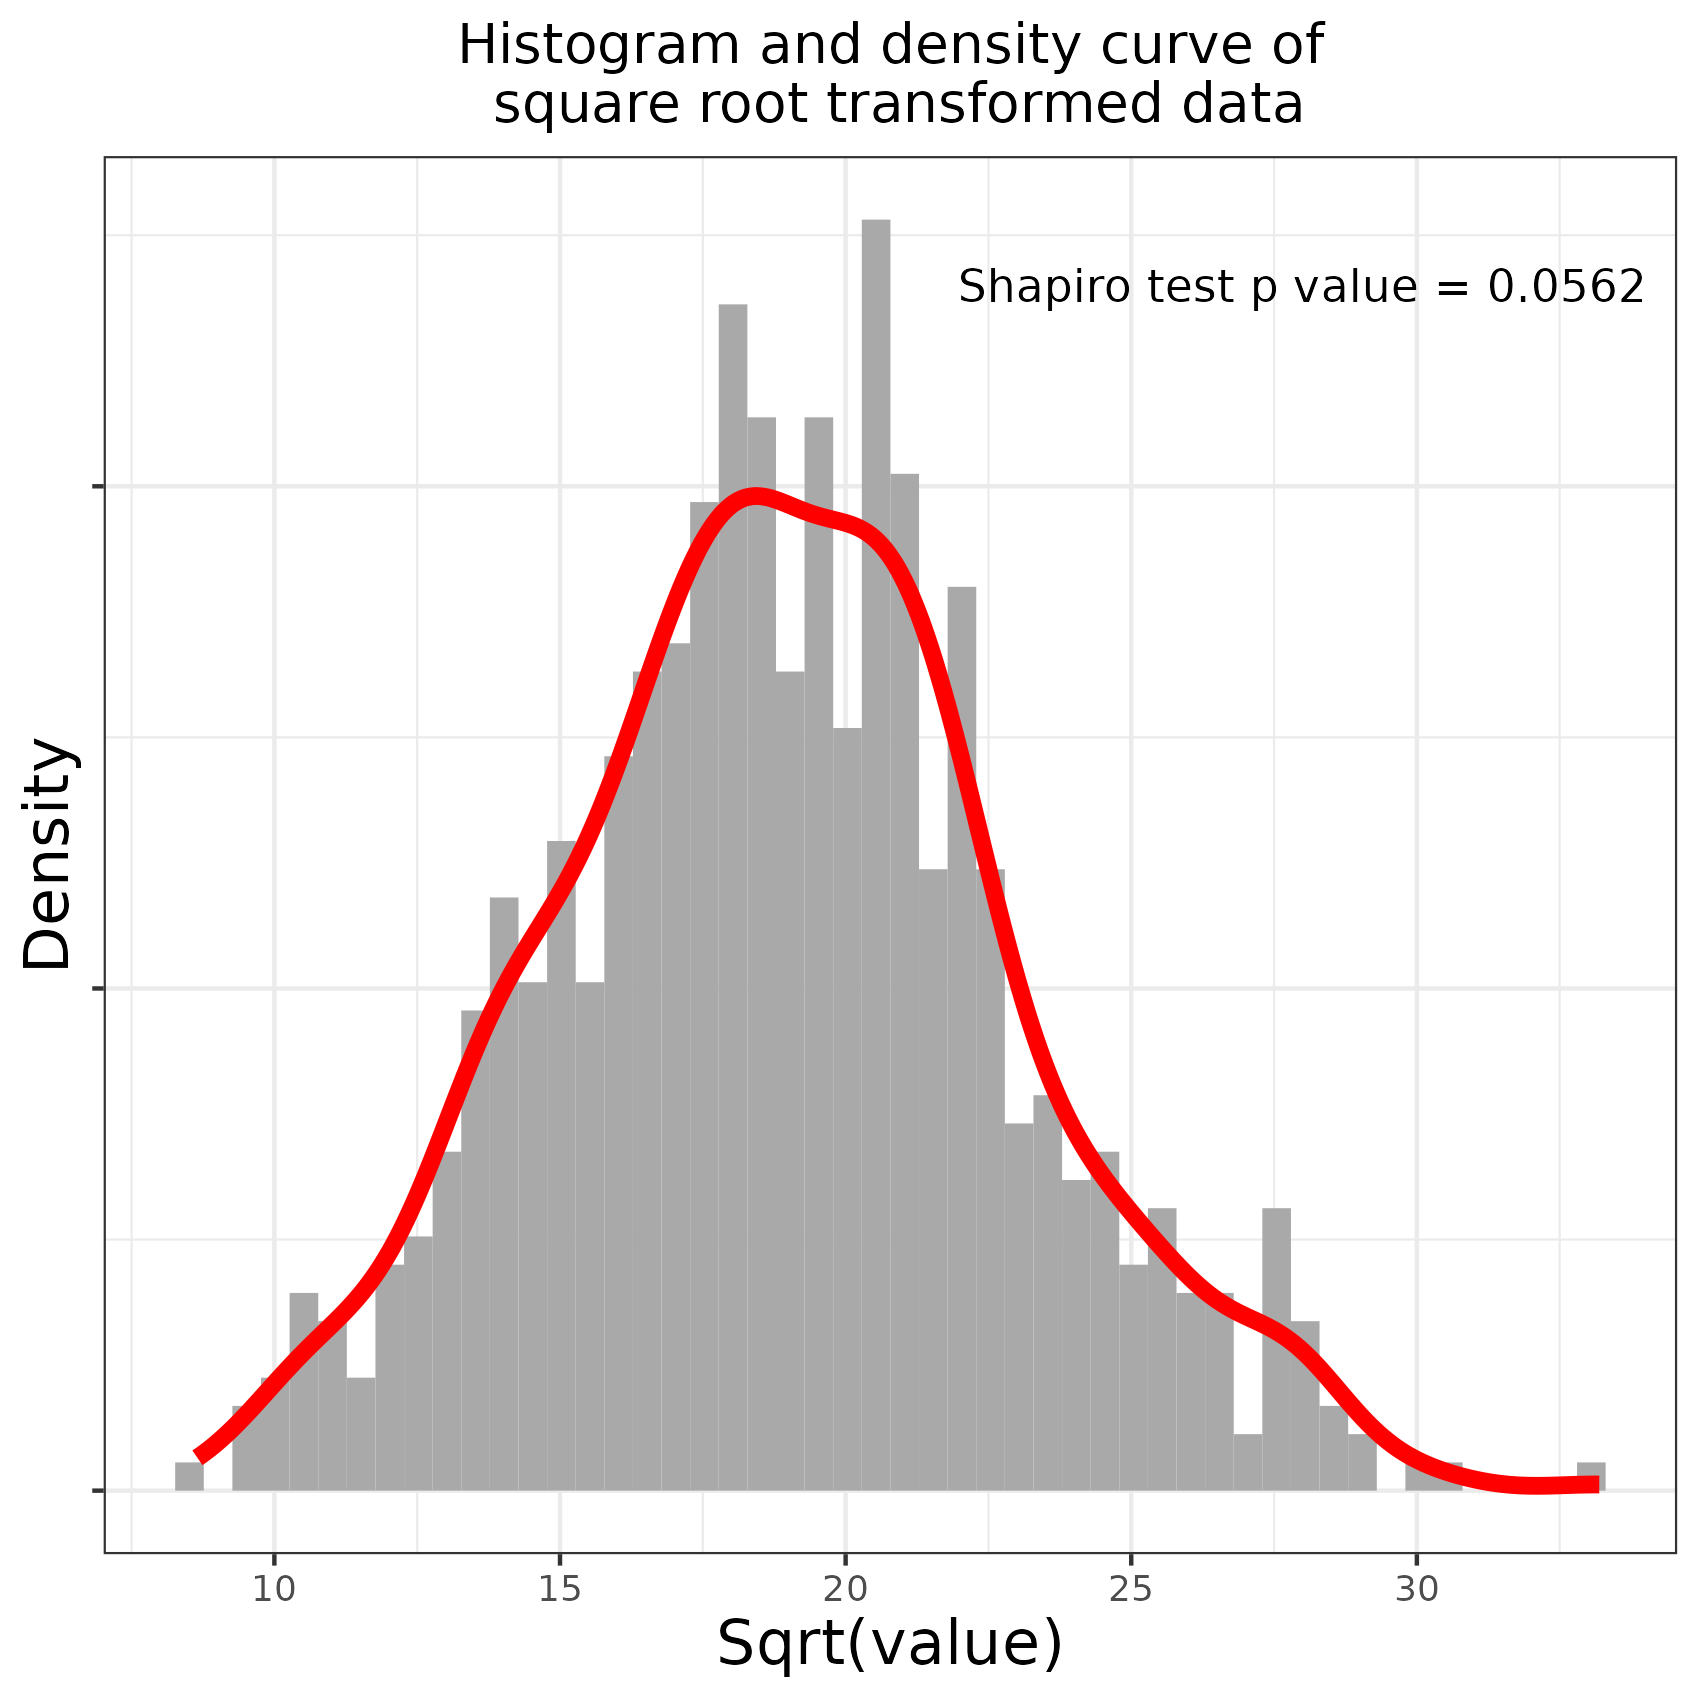 Histogram and density curve of
square root transformed data
Shapiro test p value = 0.0562
Density
10 15 20 25 30
Sqrt(value)